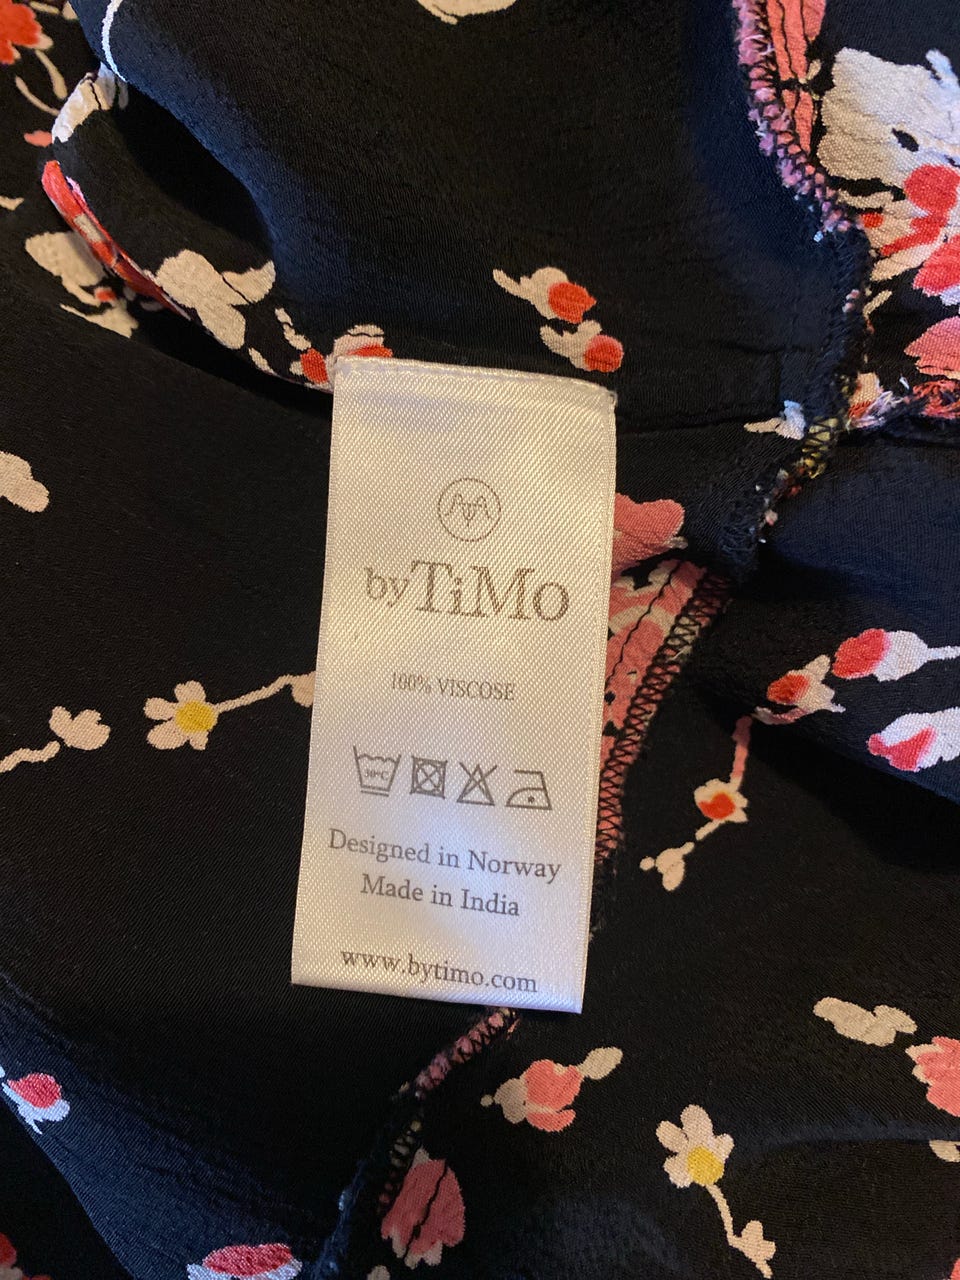 byTiMo
100% VISCOSE
30°C
Designed in Norway
Made in India
www.bytimo.com